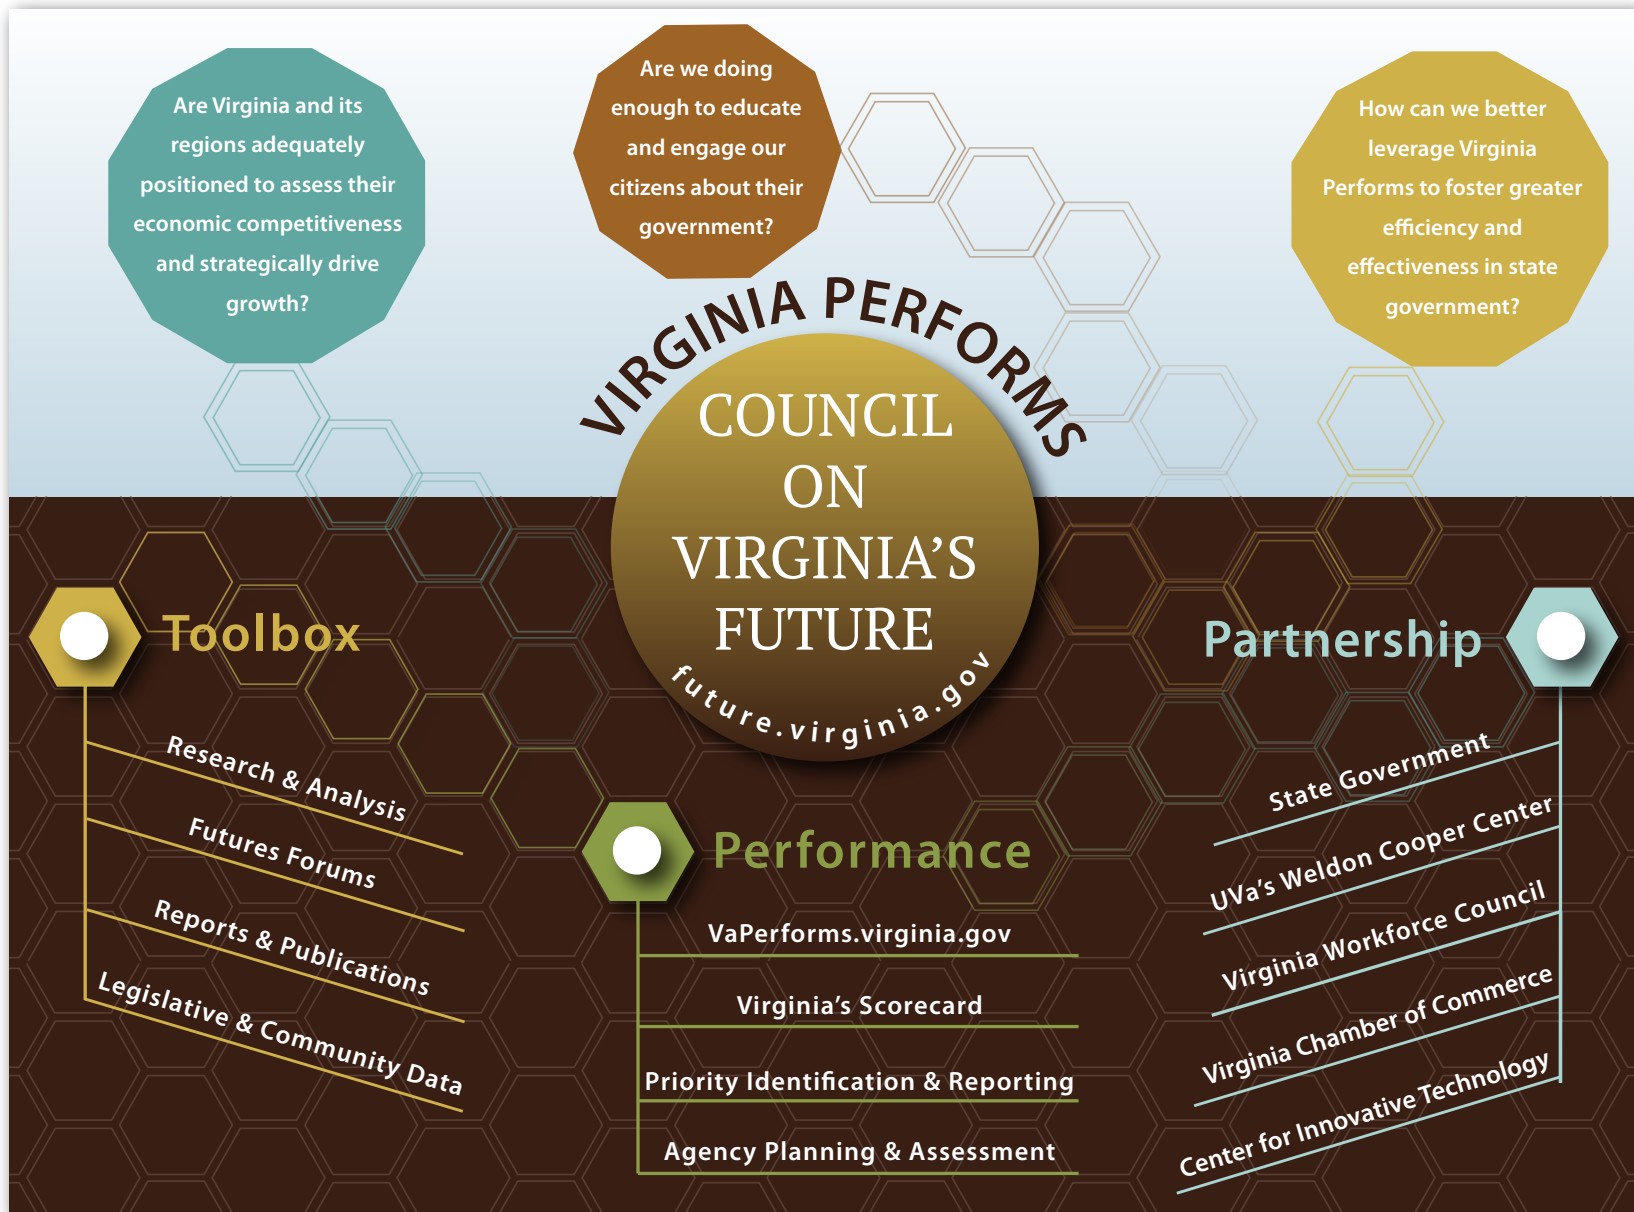 Are Virginia and its
regions adequately
positioned to assess their
economic competitiveness
and strategically drive
growth?
Are we doing
enough to educate
and engage our
citizens about their
government?
How can we better
leverage Virginia
Performs to foster greater
efficiency and
effectiveness in state
government?
VIRGINIA PERFORMS
COUNCIL
ON
VIRGINIA’S
FUTURE
future.virginia.gov
Toolbox
Research & Analysis
Futures Forums
Reports & Publications
Legislative & Community Data
Performance
VaPerforms.virginia.gov
Virginia’s Scorecard
Priority Identification & Reporting
Agency Planning & Assessment
Partnership
State Government
UVa’s Weldon Cooper Center
Virginia Workforce Council
Virginia Chamber of Commerce
Center for Innovative Technology